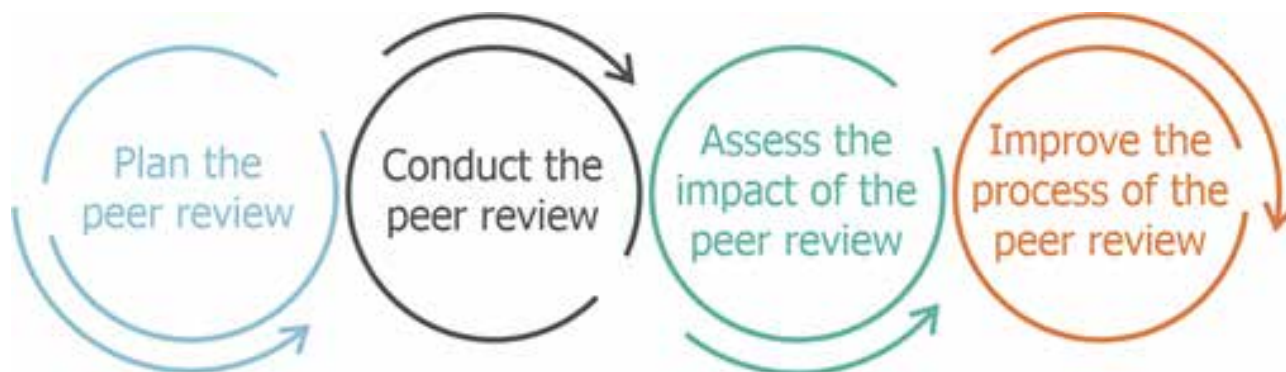 Plan the
peer review
Conduct the
peer review
Assess the
impact of the
peer review
Improve the
process of the
peer review